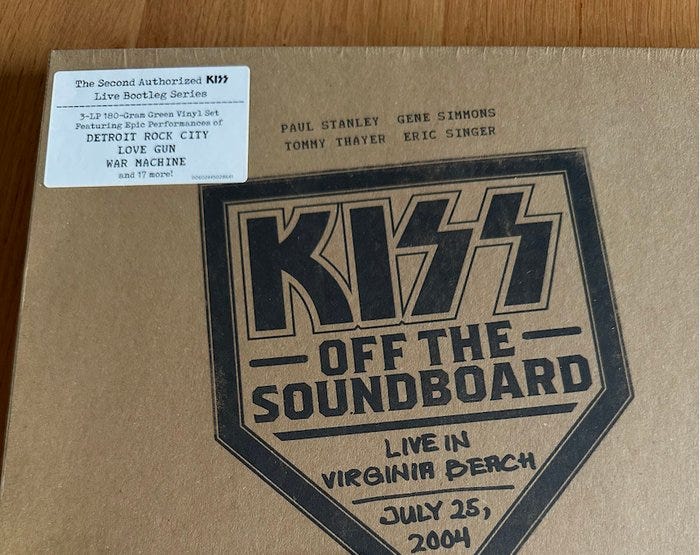 The Second Authorized KISS
Live Bootleg Series
3-LP 180-Gram Green Vinyl Set
Featuring Epic Performances of
DETROIT ROCK CITY
LOVE GUN
WAR MACHINE
and 17 more!
PAUL STANLEY GENE SIMMONS
TOMMY THAYER ERIC SINGER
KISS
OFF THE
SOUNDBOARD
LIVE IN
VIRGINIA BEACH
JULY 25,
2004